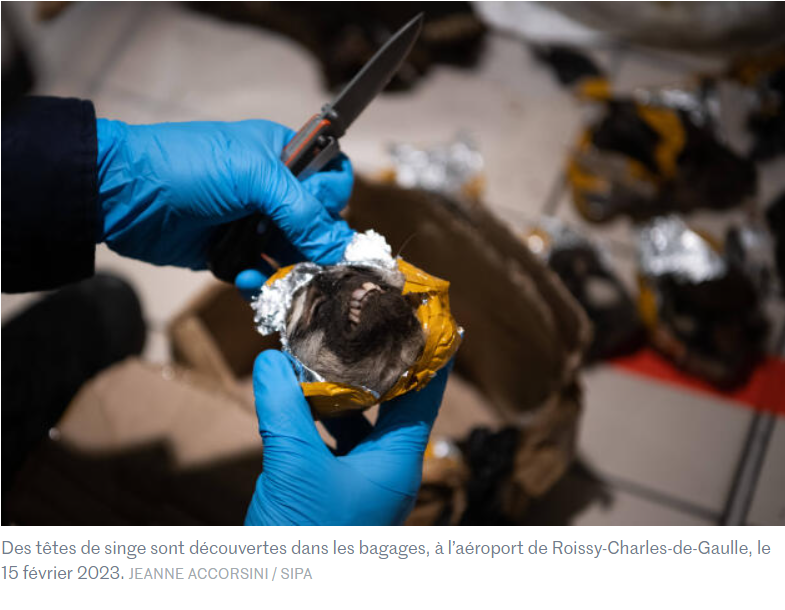 Des têtes de singe sont découvertes dans les bagages, à l'aéroport de Roissy-Charles-de-Gaulle, le
15 février 2023. JEANNE ACCORSINI / SIPA